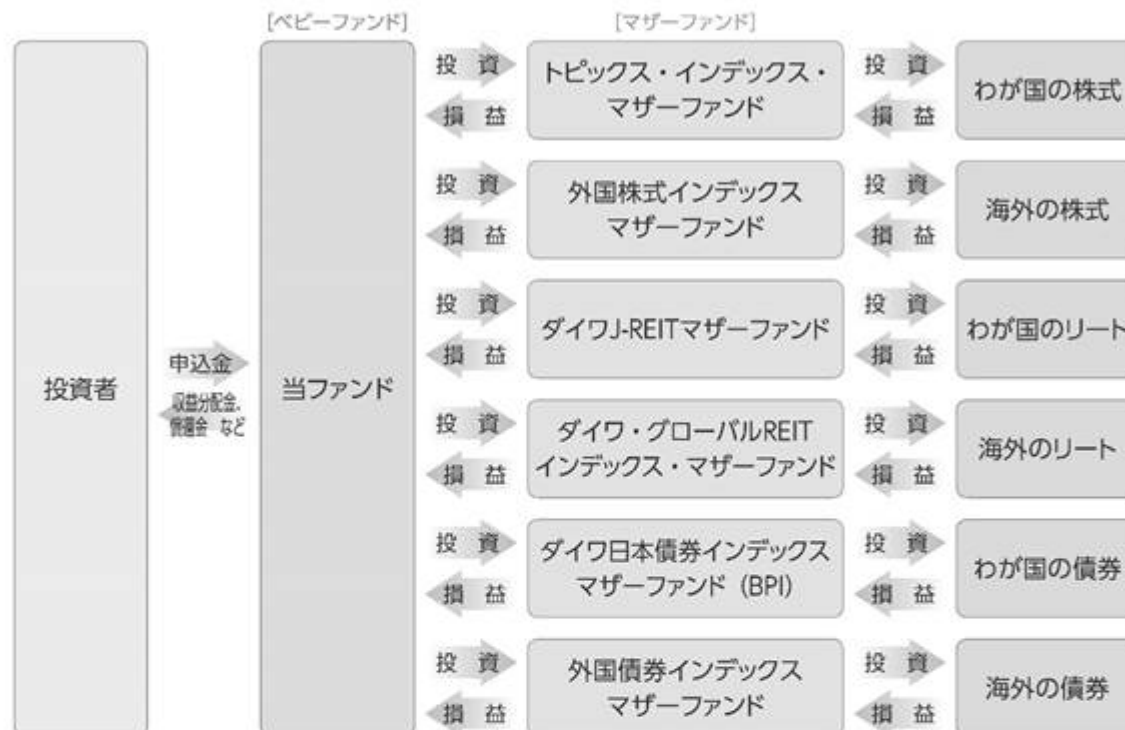 [ベビーファンド]
[マザーファンド]
投資者
申込金
収益分配金、
償還金 など
当ファンド
投 資
損 益
トピックス・インデックス・
マザーファンド
投 資
損 益
わが国の株式
投 資
損 益
外国株式インデックス
マザーファンド
投 資
損 益
海外の株式
投 資
損 益
ダイワJ-REITマザーファンド
投 資
損 益
わが国のリート
投 資
損 益
ダイワ・グローバルREIT
インデックス・マザーファンド
投 資
損 益
海外のリート
投 資
損 益
ダイワ日本債券インデックス
マザーファンド (BPI)
投 資
損 益
わが国の債券
投 資
損 益
外国債券インデックス
マザーファンド
投 資
損 益
海外の債券